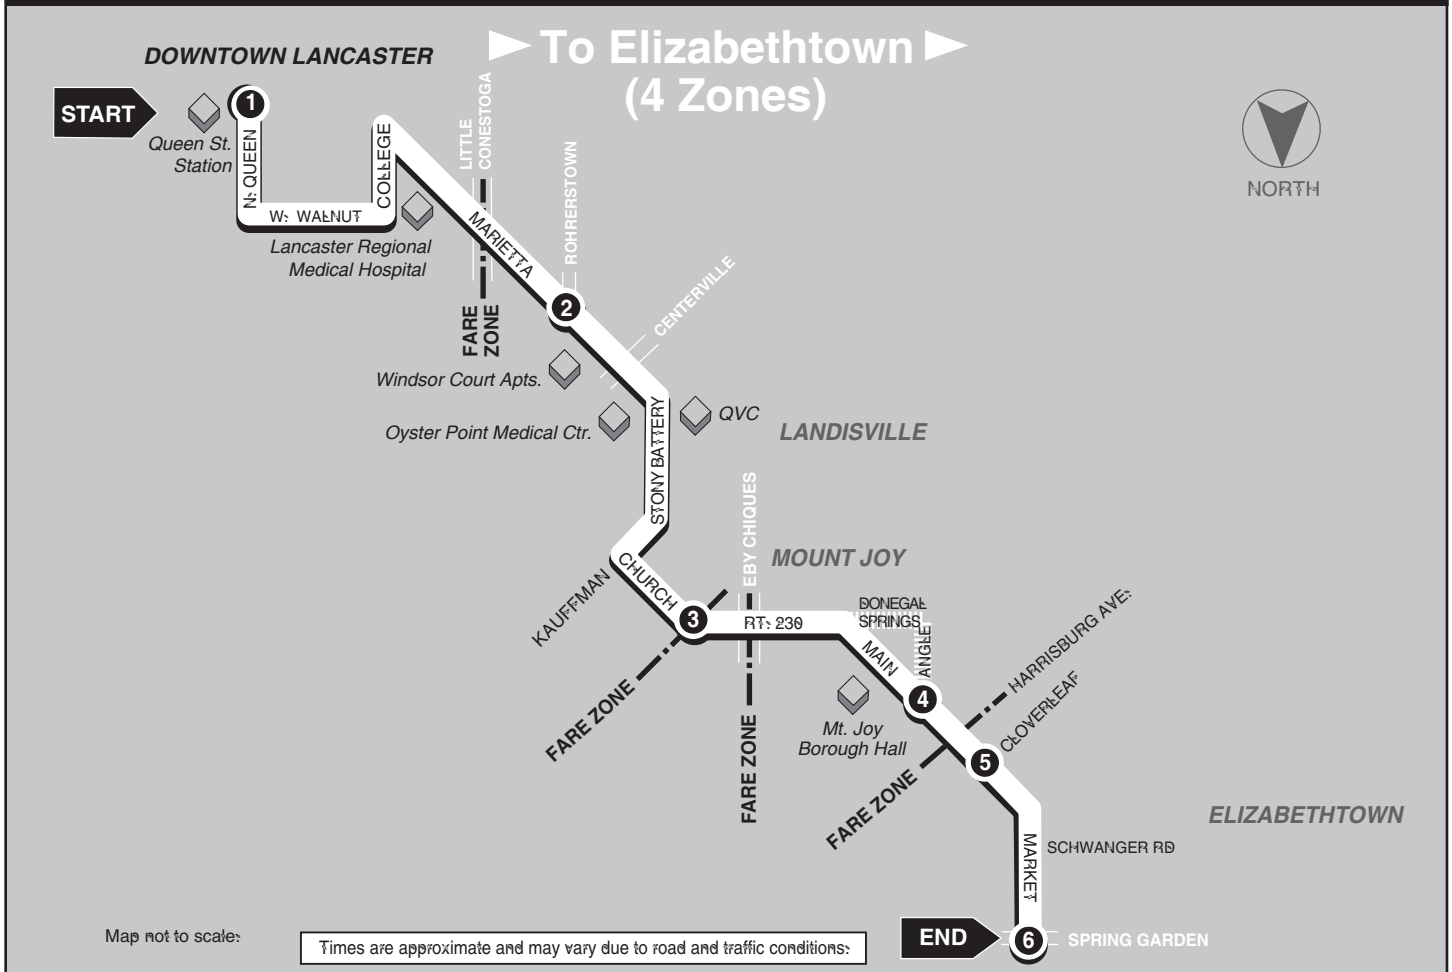 To Elizabethtown
(4 Zones)
DOWNTOWN LANCASTER
START
1
Queen St.
Station
N. QUEEN
W. WALNUT
COLLEGE
Lancaster Regional
Medical Hospital
LITTLE
CONESTOGA
MARIETTA
FARE
ZONE
ROHRERSTOWN
2
CENTERVILLE
Windsor Court Apts.
Oyster Point Medical Ctr.
QVC
LANDISVILLE
STONY BATTERY
NORTH
KAUFFMAN
CHURCH
3
FARE ZONE
EBY CHIQUES
MOUNT JOY
RT. 230
FARE ZONE
DONEGAL
SPRINGS
ANGLE
MAIN
Mt. Joy
Borough Hall
4
HARRISBURG AVE.
FARE ZONE
CLOVERLEAF
5
ELIZABETHTOWN
MARKET
SCHWANGER RD
END
6
SPRING GARDEN
Map not to scale.
Times are approximate and may vary due to road and traffic conditions.